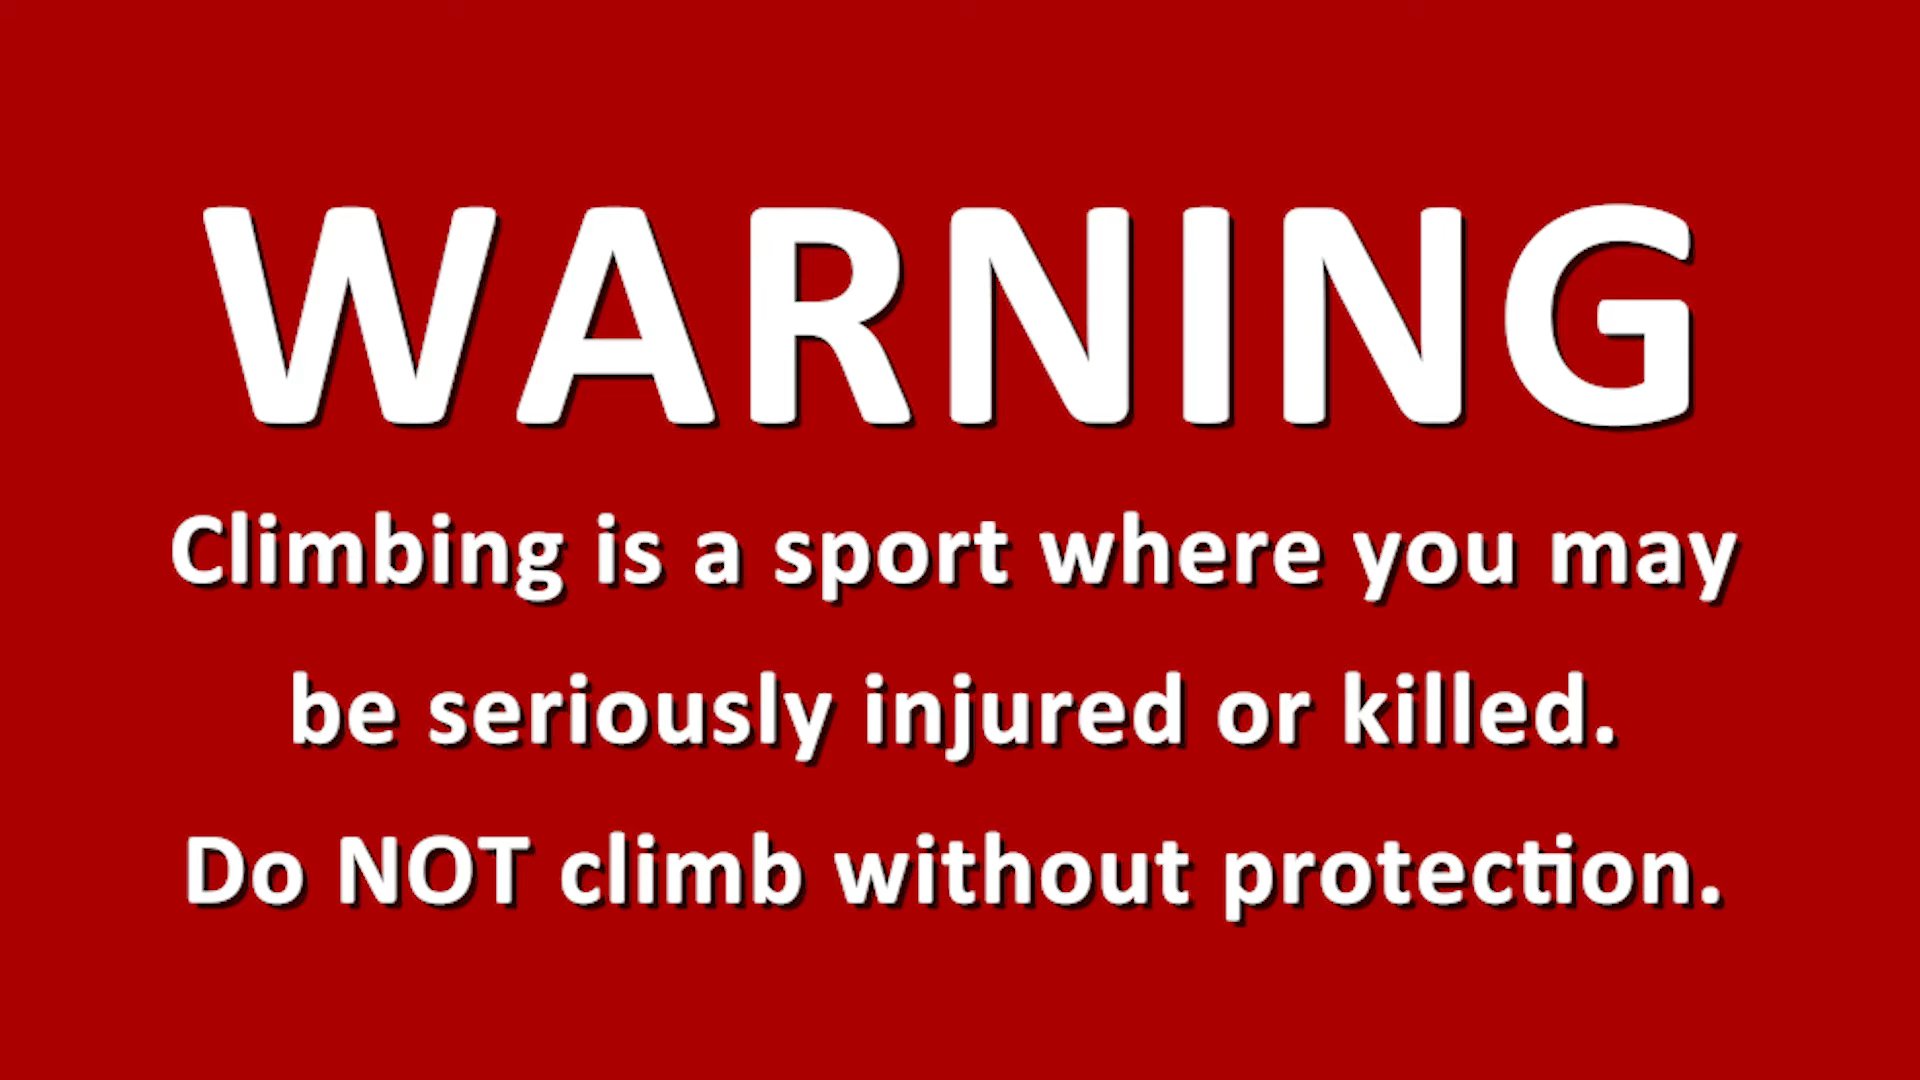 WARNING
Climbing is a sport where you may
be seriously injured or killed.
Do NOT climb without protection.